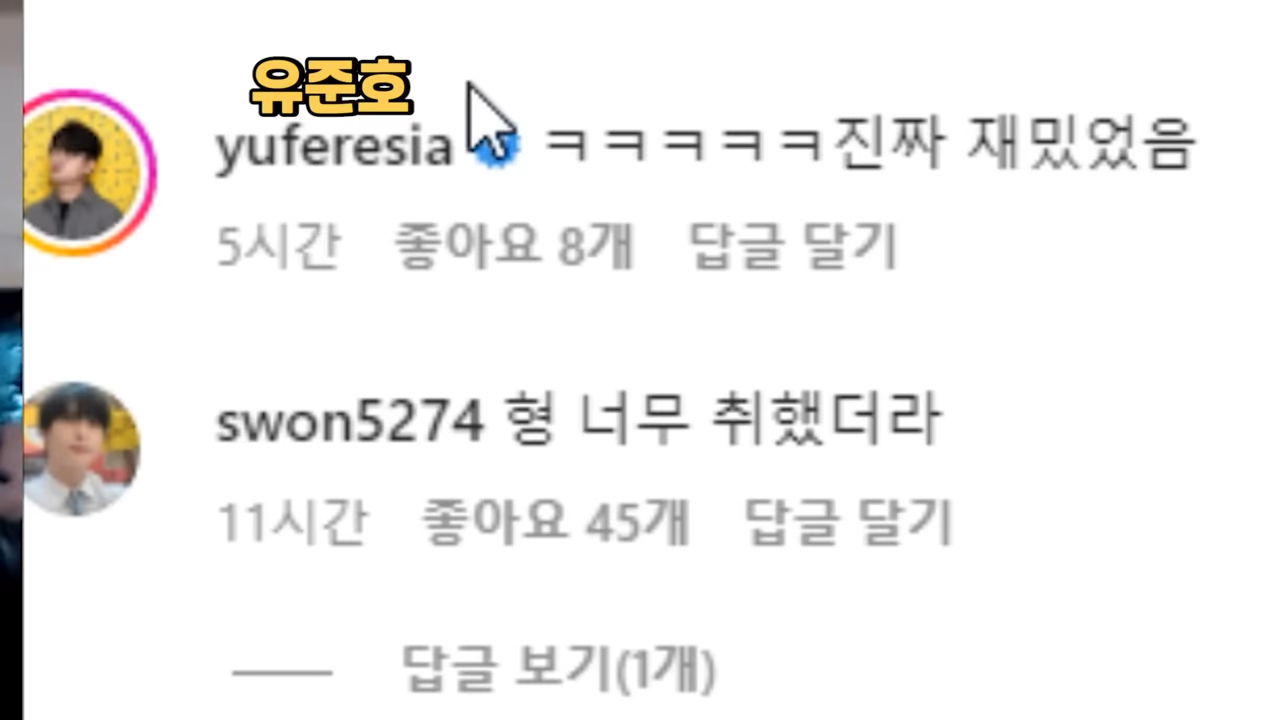 유준호
yuferesia ㅋㅋㅋㅋㅋ진짜 재밌었음
5시간 좋아요 8개 답글 달기
swon5274 형 너무 취했더라
11시간 좋아요 45개 답글 달기
답글 보기(1개)